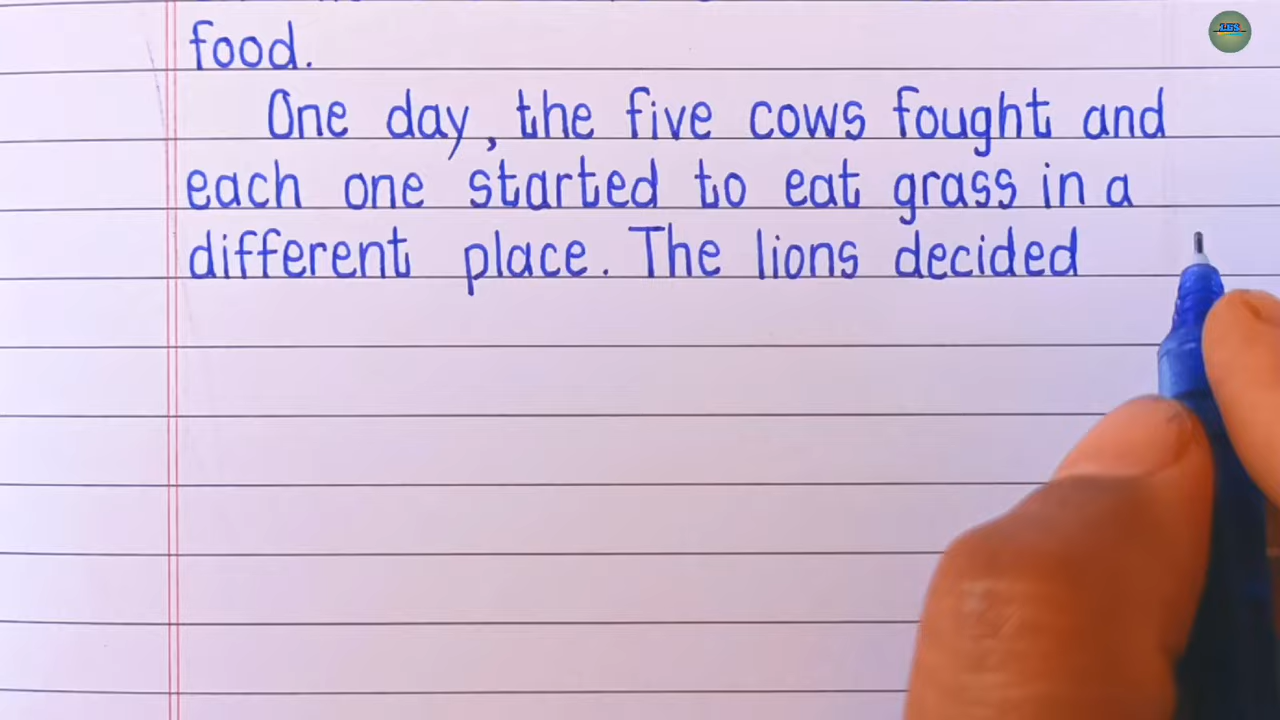 food.
One day, the five cows fought and
each one started to eat grass in a
different place. The lions decided